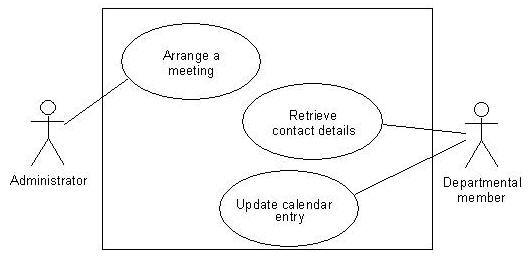 Arrange a
meeting
Retrieve
contact details
Administrator
Departmental
member
Update calendar
entry